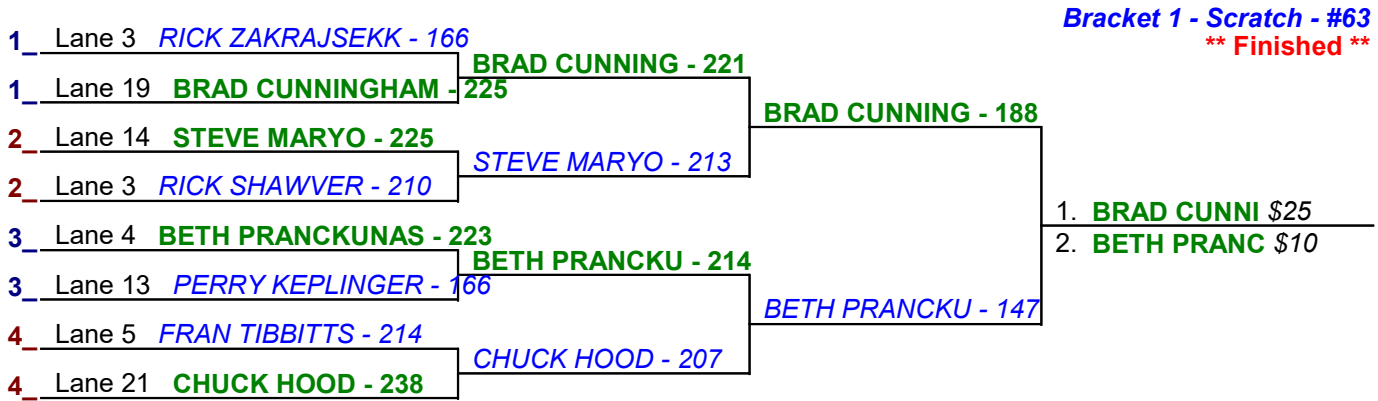 Bracket 1 - Scratch - #63
** Finished **
1_ Lane 3 RICK ZAKRAJSEKK - 166
BRAD CUNNING - 221
1_ Lane 19 BRAD CUNNINGHAM - 225
BRAD CUNNING - 188
2_ Lane 14 STEVE MARYO - 225
STEVE MARYO - 213
2_ Lane 3 RICK SHAWVER - 210
1. BRAD CUNNI $25
2. BETH PRANC $10
3_ Lane 4 BETH PRANCKUNAS - 223
BETH PRANCKU - 214
3_ Lane 13 PERRY KEPLINGER - 166
BETH PRANCKU - 147
4_ Lane 5 FRAN TIBBITTS - 214
CHUCK HOOD - 207
4_ Lane 21 CHUCK HOOD - 238